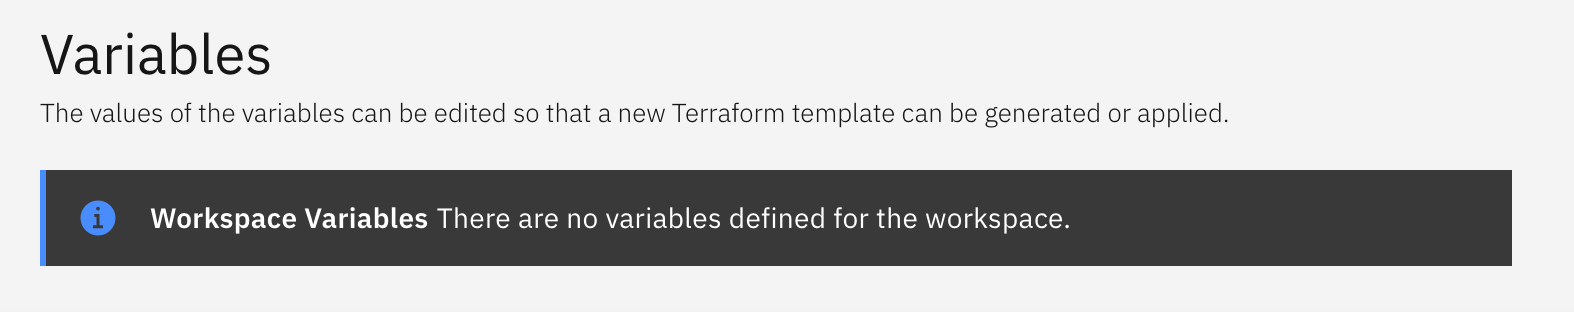 Variables
The values of the variables can be edited so that a new Terraform template can be generated or applied.
Workspace Variables There are no variables defined for the workspace.